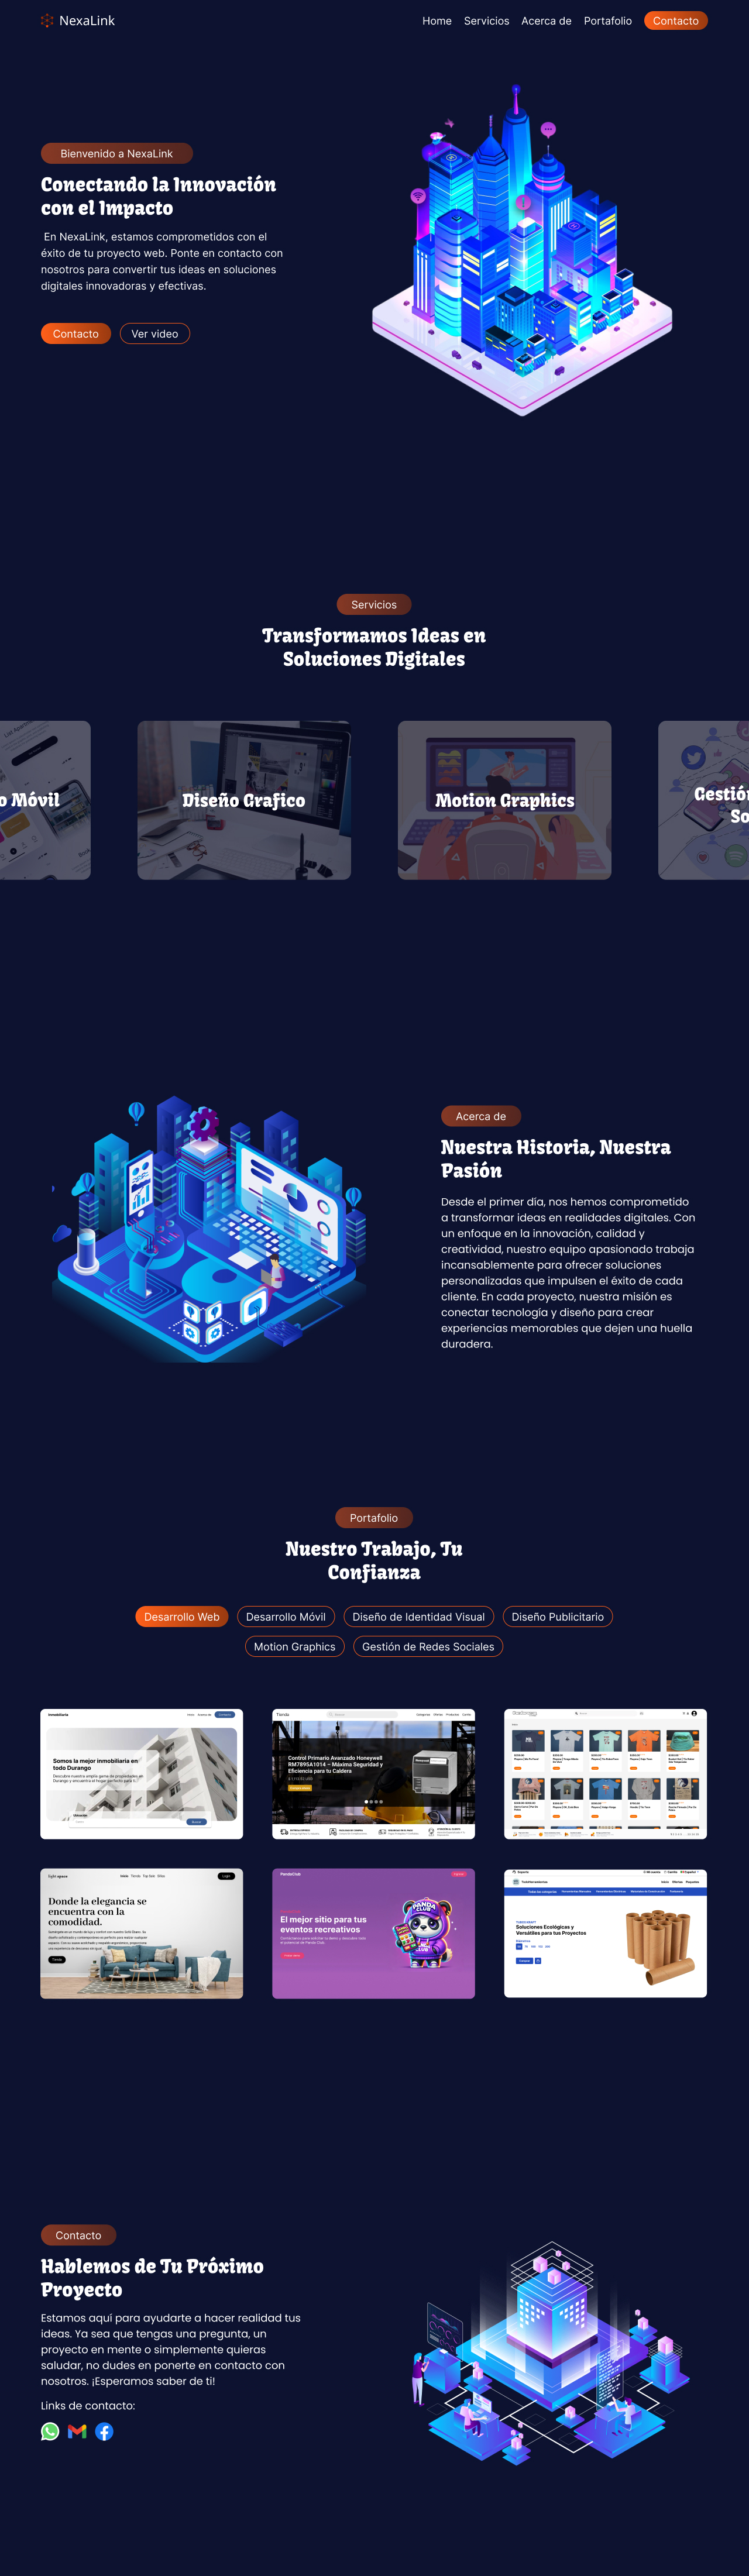 NexaLink
Home Servicios Acerca de Portafolio Contacto
Bienvenido a NexaLink
Conectando la Innovación
con el Impacto
En NexaLink, estamos comprometidos con el
éxito de tu proyecto web. Ponte en contacto con
nosotros para convertir tus ideas en soluciones
digitales innovadoras y efectivas.
Contacto Ver video
Servicios
Transformamos Ideas en
Soluciones Digitales
o Móvil
Diseño Grafico
Motion Graphics
Gestión
So
Acerca de
Nuestra Historia, Nuestra
Pasión
Desde el primer día, nos hemos comprometido
a transformar ideas en realidades digitales. Con
un enfoque en la innovación, calidad y
creatividad, nuestro equipo apasionado trabaja
incansablemente para ofrecer soluciones
personalizadas que impulsen el éxito de cada
cliente. En cada proyecto, nuestra misión es
conectar tecnología y diseño para crear
experiencias memorables que dejen una huella
duradera.
Portafolio
Nuestro Trabajo, Tu
Confianza
Desarrollo Web Desarrollo Móvil Diseño de Identidad Visual Diseño Publicitario
Motion Graphics Gestión de Redes Sociales
Inmobiliaria
Somos la mejor inmobiliaria en
todo Durango
Tienda
Control Primario Avanzado Honeywell
RM7895A1014 – Máxima Seguridad y
Eficiencia para tu Caldera
light space
Donde la elegancia se
encuentra con la
comodidad.
PandaClub
El mejor sitio para tus
eventos recreativos
PANDA
CLUB
Soluciones Ecológicas y
Versátiles para tus Proyectos
Contacto
Hablemos de Tu Próximo
Proyecto
Estamos aquí para ayudarte a hacer realidad tus
ideas. Ya sea que tengas una pregunta, un
proyecto en mente o simplemente quieras
saludar, no dudes en ponerte en contacto con
nosotros. ¡Esperamos saber de ti!
Links de contacto: